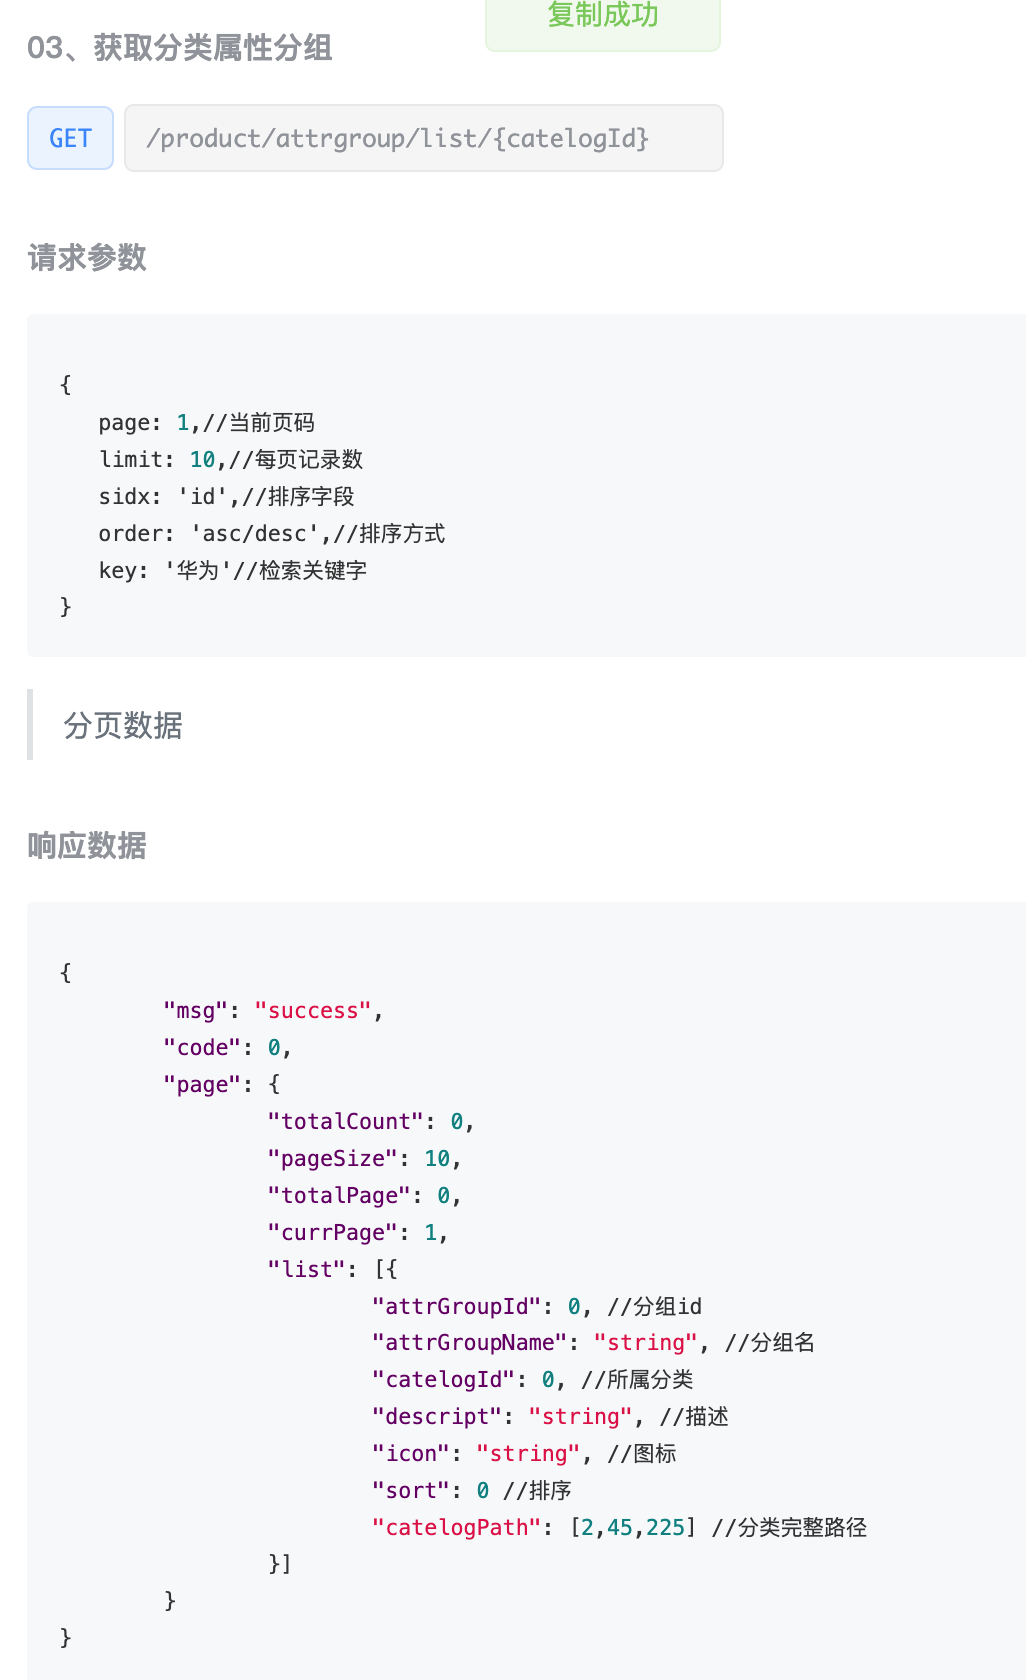 复制成功
03、获取分类属性分组
GET /product/attrgroup/list/{catelogId}
请求参数
{
page: 1,//当前页码
limit: 10,//每页记录数
sidx: 'id',//排序字段
order: 'asc/desc',//排序方式
key: '华为'//检索关键字
}
分页数据
响应数据
{
"msg": "success",
"code": 0,
"page": {
"totalCount": 0,
"pageSize": 10,
"totalPage": 0,
"currPage": 1,
"list": [{
"attrGroupId": 0, //分组id
"attrGroupName": "string", //分组名
"catelogId": 0, //所属分类
"descript": "string", //描述
"icon": "string", //图标
"sort": 0 //排序
"catelogPath": [2,45,225] //分类完整路径
}]
}
}